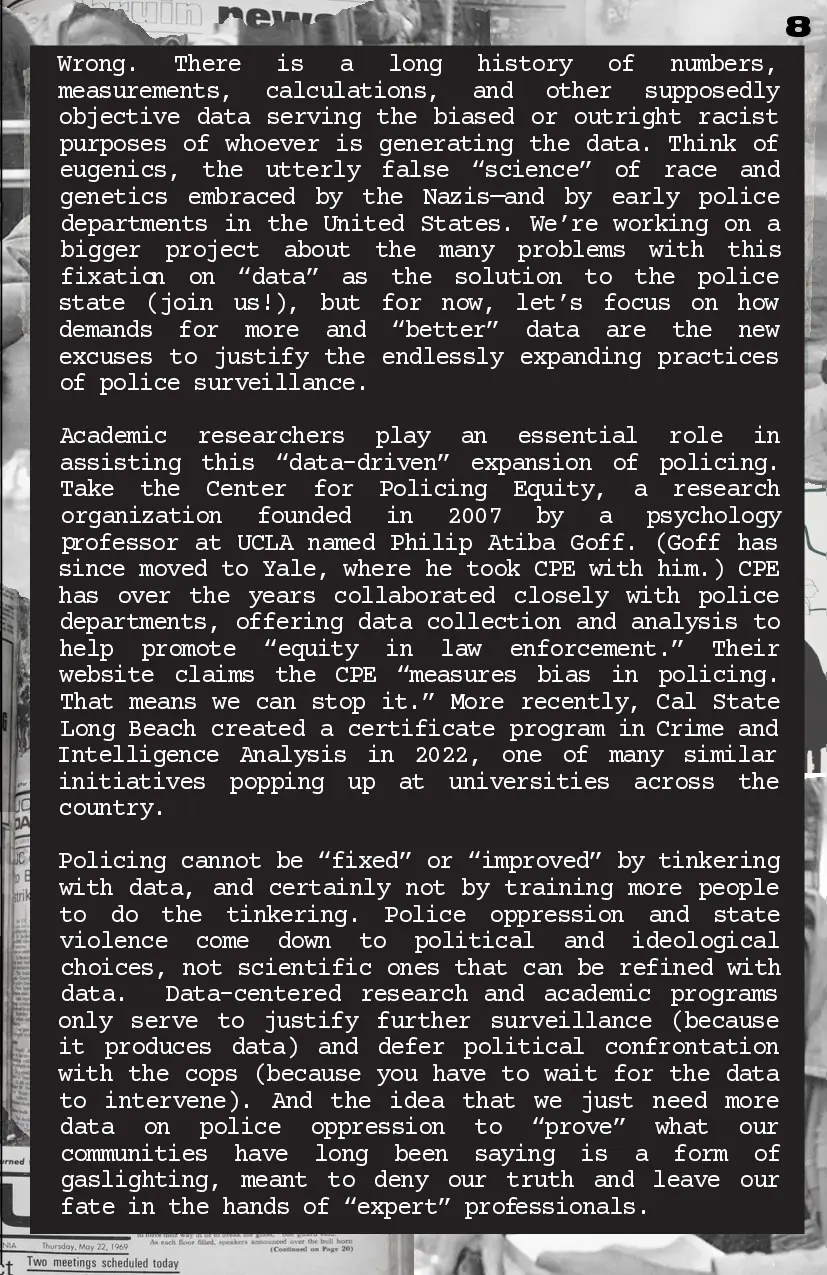 bruin news
8
Wrong. There is a long history of numbers,
measurements, calculations, and other supposedly
objective data serving the biased or outright racist
purposes of whoever is generating the data. Think of
eugenics, the utterly false “science” of race and
genetics embraced by the Nazis—and by early police
departments in the United States. We’re working on a
bigger project about the many problems with this
fixation on “data” as the solution to the police
state (join us!), but for now, let’s focus on how
demands for more and “better” data are the new
excuses to justify the endlessly expanding practices
of police surveillance.
Academic researchers play an essential role in
assisting this “data-driven” expansion of policing.
Take the Center for Policing Equity, a research
organization founded in 2007 by a psychology
professor at UCLA named Philip Atiba Goff. (Goff has
since moved to Yale, where he took CPE with him.) CPE
has over the years collaborated closely with police
departments, offering data collection and analysis to
help promote “equity in law enforcement.” Their
website claims the CPE “measures bias in policing.
That means we can stop it.” More recently, Cal State
Long Beach created a certificate program in Crime and
Intelligence Analysis in 2022, one of many similar
initiatives popping up at universities across the
country.
Policing cannot be “fixed” or “improved” by tinkering
with data, and certainly not by training more people
to do the tinkering. Police oppression and state
violence come down to political and ideological
choices, not scientific ones that can be refined with
data. Data-centered research and academic programs
only serve to justify further surveillance (because
it produces data) and defer political confrontation
with the cops (because you have to wait for the data
to intervene). And the idea that we just need more
data on police oppression to “prove” what our
communities have long been saying is a form of
gaslighting, meant to deny our truth and leave our
fate in the hands of “expert” professionals.
As each floor filled, speakers announced over the bull horn
(Continued on Page 20)
NIA Thursday, May 22, 1969
Two meetings scheduled today